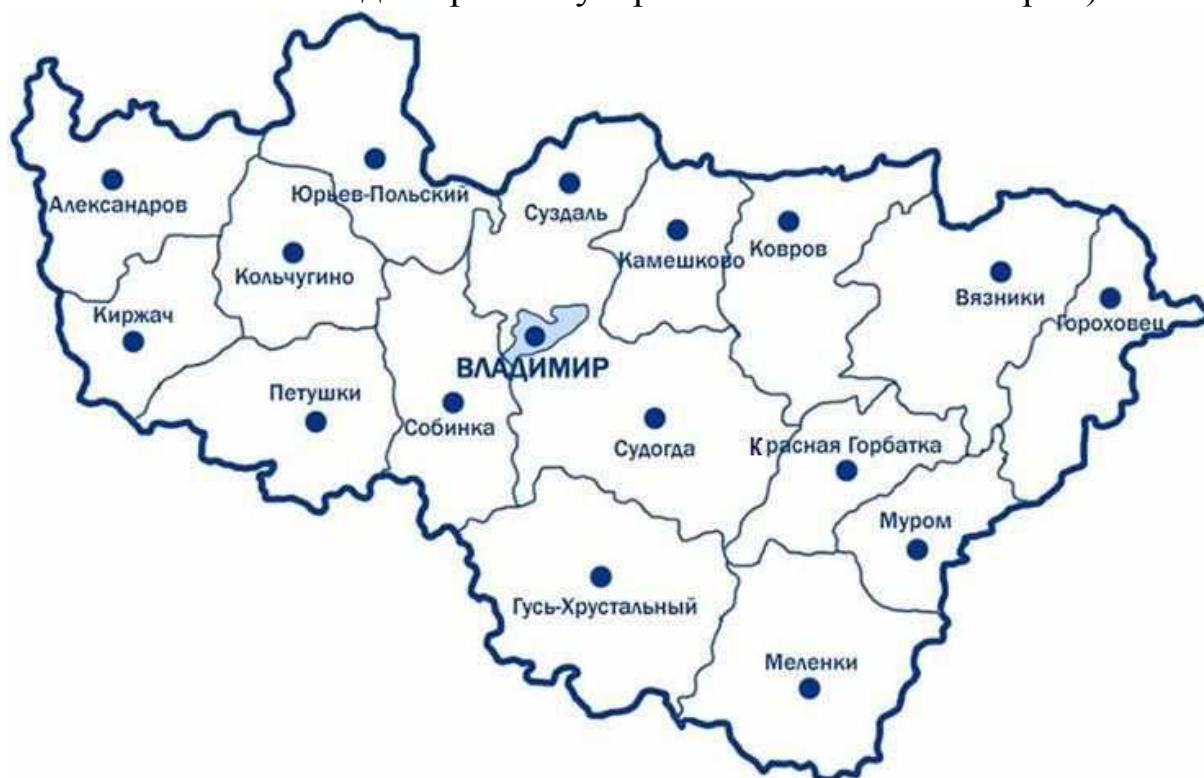 Александров
Юрьев-Польский
Суздаль
Камешково
Ковров
Кольчугино
Вязники
Киржач
Гороховец
ВЛАДИМИР
Петушки
Собинка
Судогда
Красная Горбатка
Муром
Гусь-Хрустальный
Меленки